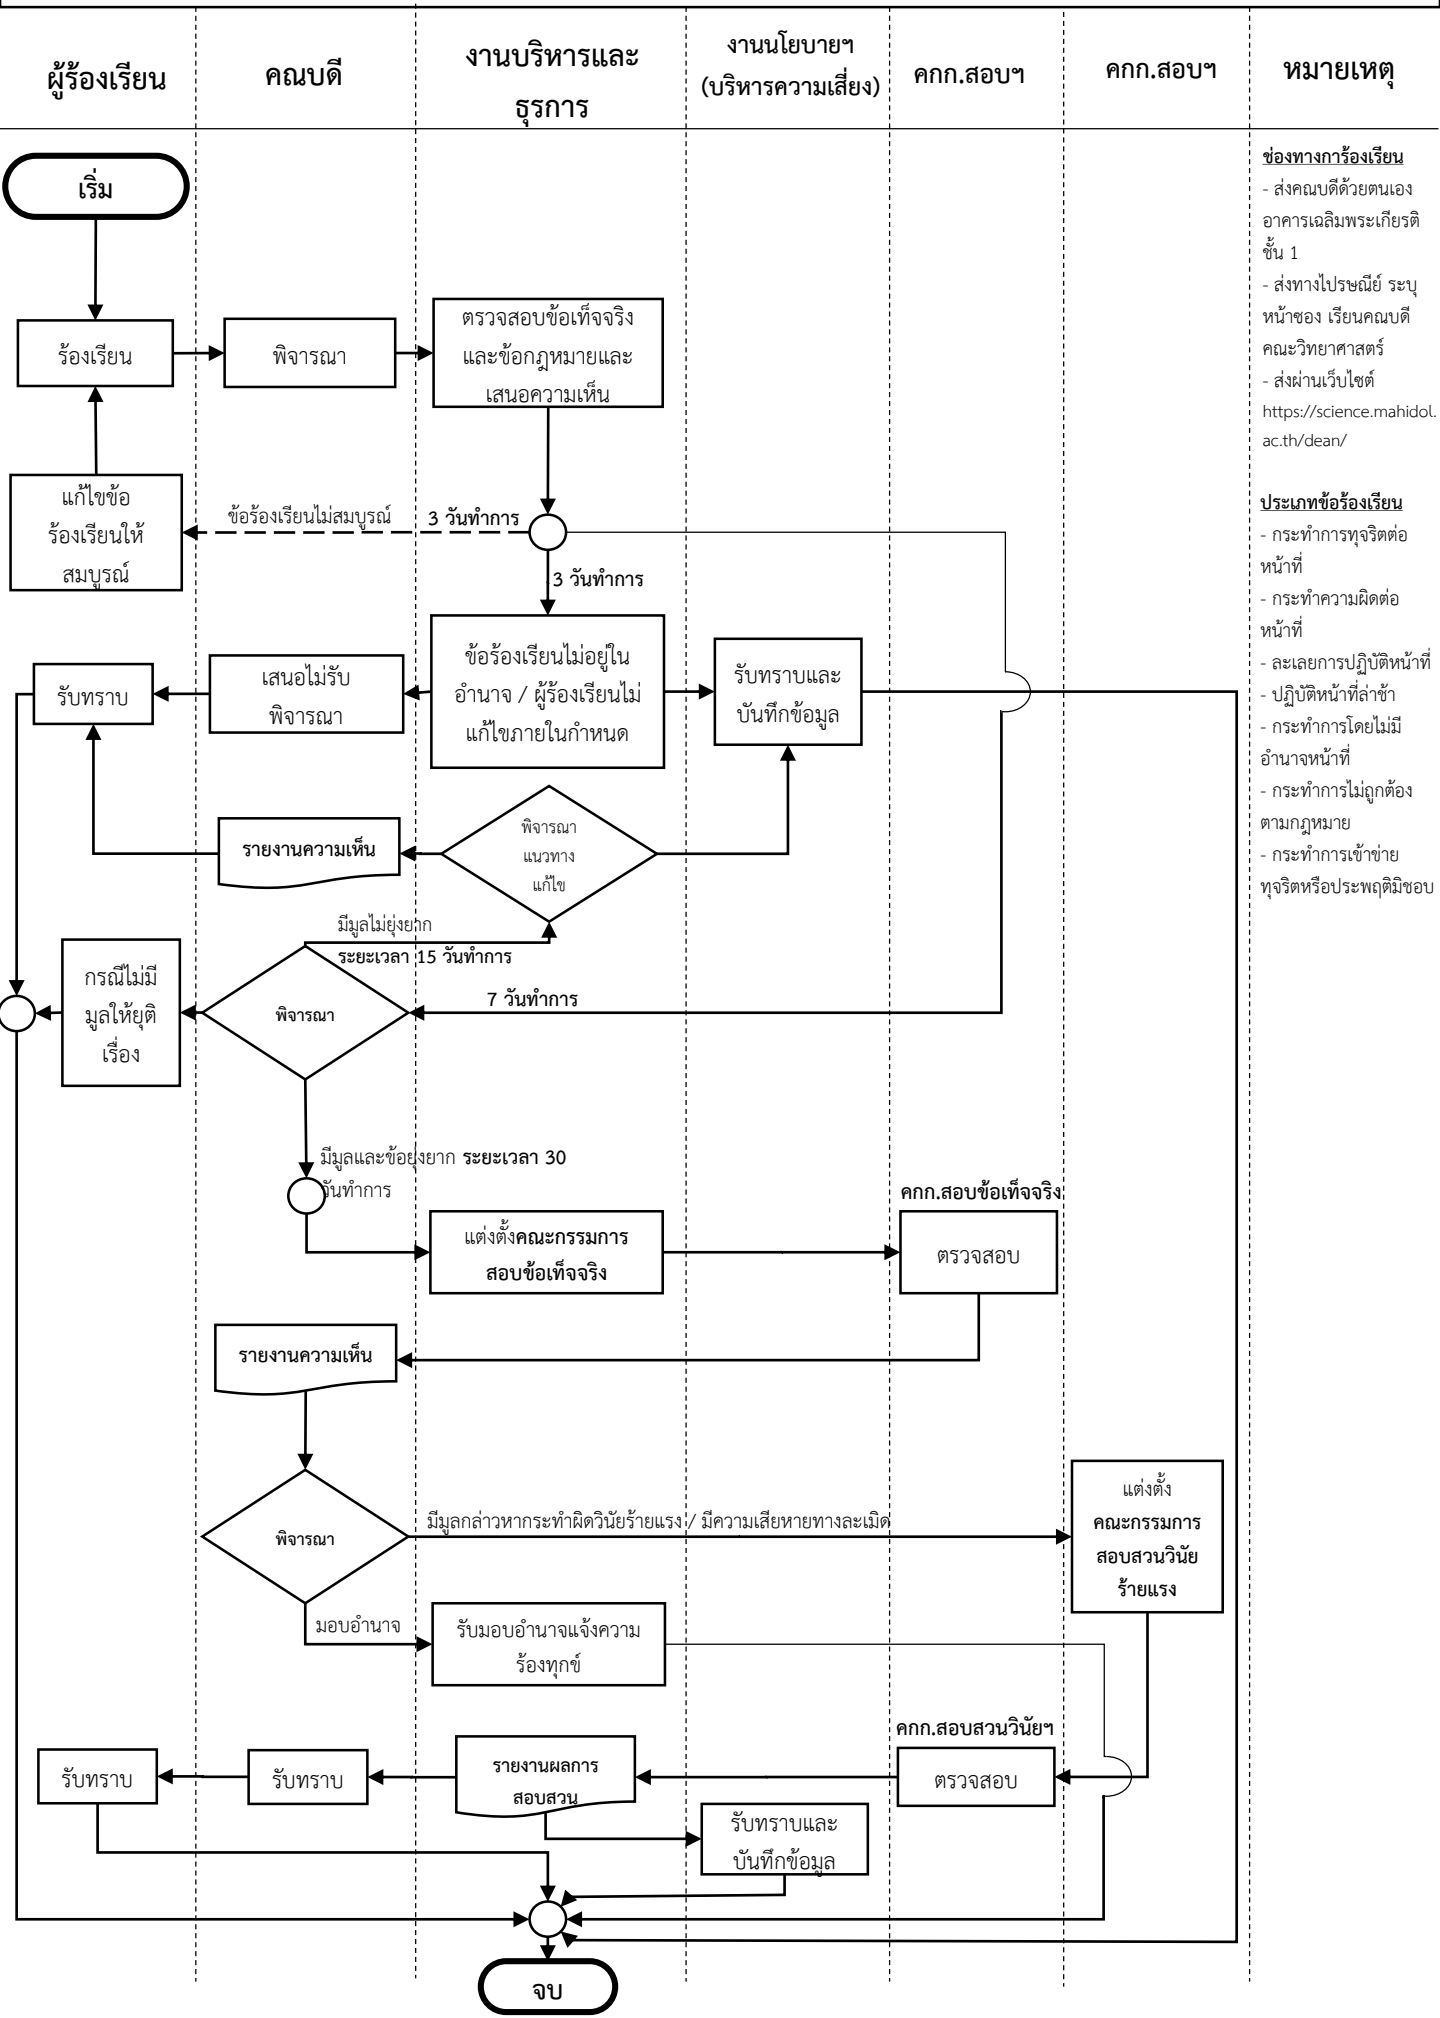 ผู้ร้องเรียน
คณบดี
งานบริหารและ
ธุรการ
งานนโยบายฯ
(บริหารความเสี่ยง)
คกก.สอบฯ
คกก.สอบฯ
หมายเหตุ
เริ่ม
ร้องเรียน
พิจารณา
ตรวจสอบข้อเท็จจริง
และข้อกฎหมายและ
เสนอความเห็น
แก้ไขข้อ
ร้องเรียนให้
สมบูรณ์
ข้อร้องเรียนไม่สมบูรณ์
3 วันทำการ
3 วันทำการ
รับทราบ
เสนอไม่รับ
พิจารณา
ข้อร้องเรียนไม่อยู่ใน
อำนาจ / ผู้ร้องเรียนไม่
แก้ไขภายในกำหนด
รับทราบและ
บันทึกข้อมูล
รายงานความเห็น
พิจารณา
แนวทาง
แก้ไข
มีมูลไม่ยุ่งยาก
ระยะเวลา 15 วันทำการ
กรณีไม่มี
มูลให้ยุติ
เรื่อง
พิจารณา
7 วันทำการ
มีมูลและข้อยุ่งยาก ระยะเวลา 30
วันทำการ
แต่งตั้งคณะกรรมการ
สอบข้อเท็จจริง
คกก.สอบข้อเท็จจริง
ตรวจสอบ
รายงานความเห็น
พิจารณา
มีมูลกล่าวหากระทำผิดวินัยร้ายแรง / มีความเสียหายทางละเมิด
แต่งตั้ง
คณะกรรมการ
สอบสวนวินัย
ร้ายแรง
มอบอำนาจ
รับมอบอำนาจแจ้งความ
ร้องทุกข์
คกก.สอบสวนวินัยฯ
รับทราบ
รับทราบ
รายงานผลการ
สอบสวน
ตรวจสอบ
รับทราบและ
บันทึกข้อมูล
จบ
ช่องทางการร้องเรียน
- ส่งคณบดีด้วยตนเอง
อาคารเฉลิมพระเกียรติ
ชั้น 1
- ส่งทางไปรษณีย์ ระบุ
หน้าซอง เรียนคณบดี
คณะวิทยาศาสตร์
- ส่งผ่านเว็บไซต์
https://science.mahidol.
ac.th/dean/
ประเภทข้อร้องเรียน
- กระทำการทุจริตต่อ
หน้าที่
- กระทำความผิดต่อ
หน้าที่
- ละเลยการปฏิบัติหน้าที่
- ปฏิบัติหน้าที่ล่าช้า
- กระทำการโดยไม่มี
อำนาจหน้าที่
- กระทำการไม่ถูกต้อง
ตามกฎหมาย
- กระทำการเข้าข่าย
ทุจริตหรือประพฤติมิชอบ